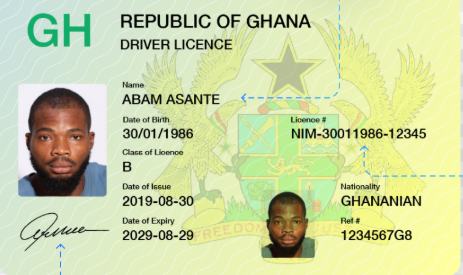 GH
REPUBLIC OF GHANA
DRIVER LICENCE
Name
ABAM ASANTE
Date of Birth
30/01/1986
Licence #
NIM-30011986-12345
Class of Licence
B
Date of Issue
2019-08-30
Nationality
GHANANIAN
Date of Expiry
2029-08-29
Ref #
1234567G8
FREEDOM